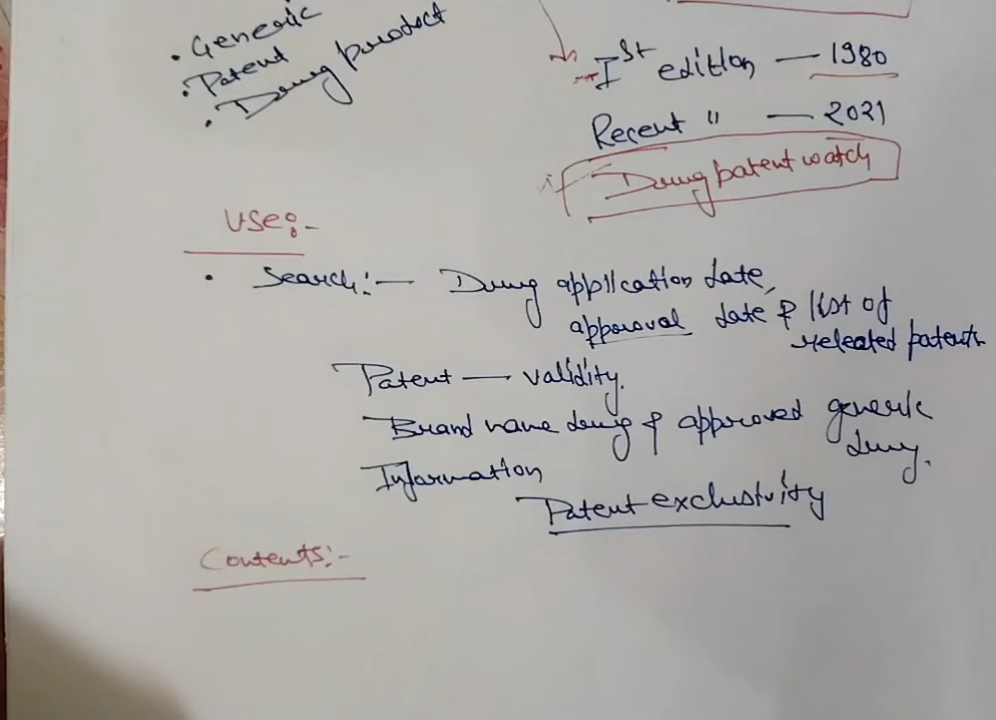 • Generic
• Patent
• Drug product
Ist edition — 1980
Recent " — 2021
Drug patent watch
Use:-
• Search:— Drug application date,
approval date & list of
releated patents
Patent — validity.
Brand name drug & approved generic
drug.
Information
Patent exclusivity
Contents:-